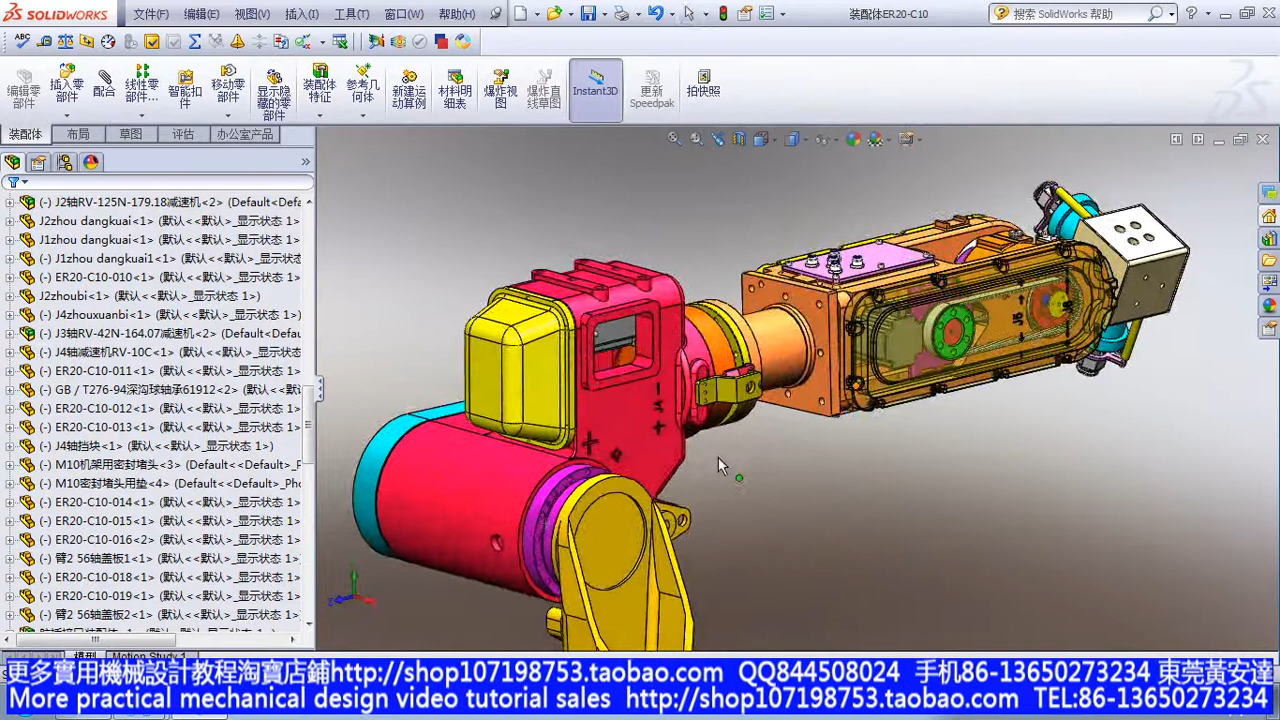 SOLIDWORKS 文件(F) 编辑(E) 视图(V) 插入(I) 工具(T) 窗口(W) 帮助(H) 装配体ER20-C10 搜索 SolidWorks 帮助
编辑零部件 插入零部件 配合 线性零部件... 智能扣件 移动零部件 显示隐藏的零部件 装配体特征 参考几何体 新建运动算例 材料明细表 爆炸视图 爆炸直线草图 Instant3D 更新 Speedpak 拍快照
装配体 布局 草图 评估 办公室产品
(-) J2轴RV-125N-179.18减速机<2> (Default<Defa
J2zhou dangkuai<1> (默认<<默认>_显示状态 1>
J1zhou dangkuai<1> (默认<<默认>_显示状态 1>
(-) J1zhou dangkuai1<1> (默认<<默认>_显示状态
(-) ER20-C10-010<1> (默认<<默认>_显示状态 1>
J2zhoubi<1> (默认<<默认>_显示状态 1>)
(-) J4zhouxuanbi<1> (默认<<默认>_显示状态 1>
(-) J3轴RV-42N-164.07减速机<2> (Default<Defau
(-) J4轴减速机RV-10C<1> (默认<<默认>_显示状态
(-) ER20-C10-011<1> (默认<<默认>_显示状态 1>
(-) GB / T276-94深沟球轴承61912<2> (默认<<默认
(-) ER20-C10-012<1> (默认<<默认>_显示状态 1>
(-) ER20-C10-013<1> (默认<<默认>_显示状态 1>
(-) J4轴挡块<1> (默认<<默认>_显示状态 1>)
(-) M10机架用密封堵头<3> (Default<<Default>_P
(-) M10密封堵头用垫<4> (Default<<Default>_Pho
(-) ER20-C10-014<1> (默认<<默认>_显示状态 1>
(-) ER20-C10-015<1> (默认<<默认>_显示状态 1>
(-) ER20-C10-016<2> (默认<<默认>_显示状态 1>
(-) 臂2 56轴盖板1<1> (默认<<默认>_显示状态 1>
(-) ER20-C10-018<1> (默认<<默认>_显示状态 1>
(-) ER20-C10-019<1> (默认<<默认>_显示状态 1>
(-) 臂2 56轴盖板2<1> (默认<<默认>_显示状态 1>
模型 Motion Study 1
J5
更多實用機械設計教程淘寶店鋪http://shop107198753.taobao.com QQ844508024 手机86-13650273234 東莞黃安達
More practical mechanical design video tutorial sales http://shop107198753.taobao.com TEL:86-13650273234